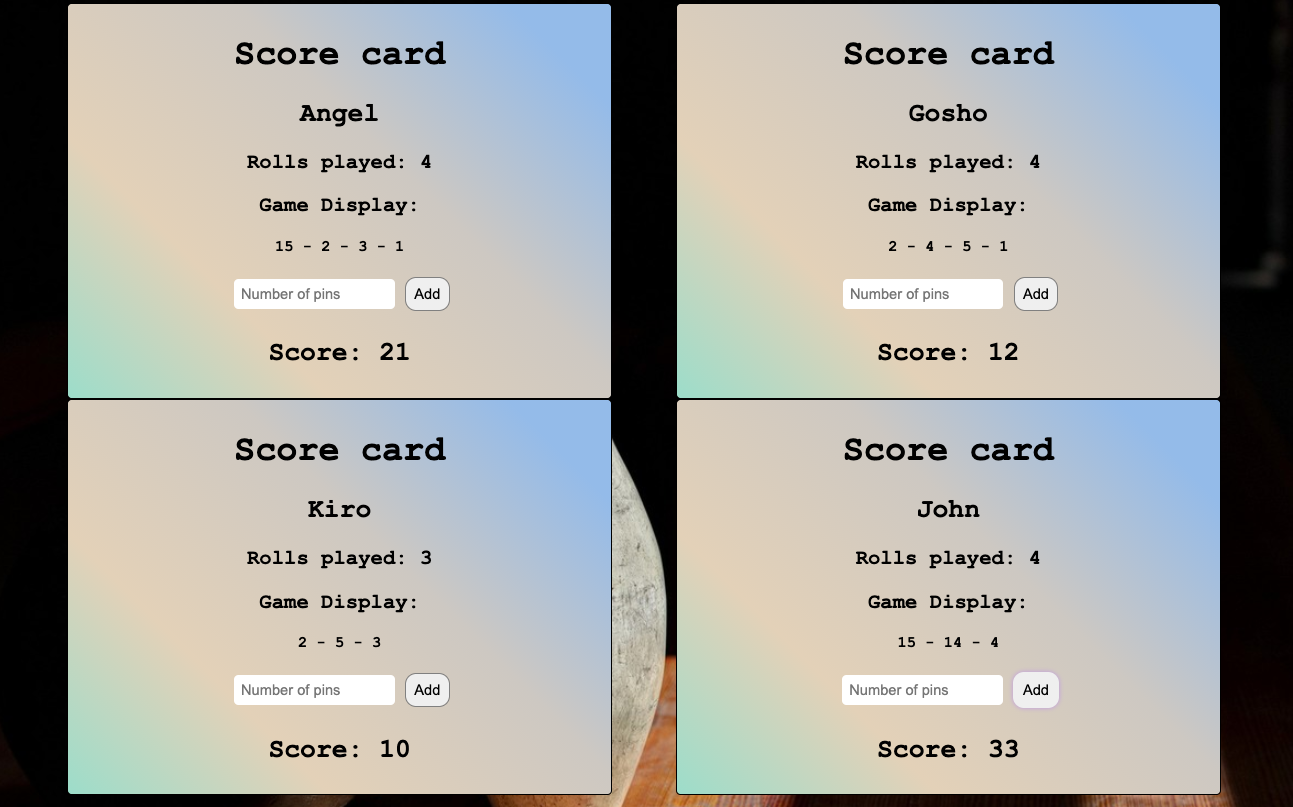 Score card
Angel
Rolls played: 4
Game Display:
15 - 2 - 3 - 1
Number of pins Add
Score: 21
Score card
Gosho
Rolls played: 4
Game Display:
2 - 4 - 5 - 1
Number of pins Add
Score: 12
Score card
Kiro
Rolls played: 3
Game Display:
2 - 5 - 3
Number of pins Add
Score: 10
Score card
John
Rolls played: 4
Game Display:
15 - 14 - 4
Number of pins Add
Score: 33